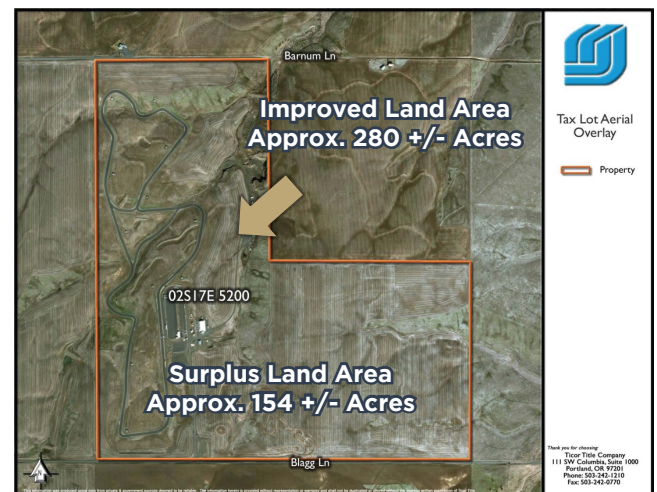 Barnum Ln
Improved Land Area
Approx. 280 +/- Acres
02S17E 5200
Surplus Land Area
Approx. 154 +/- Acres
Blagg Ln
Tax Lot Aerial
Overlay
Property
Thank you for choosing:
Ticor Title Company
111 SW Columbia, Suite 1000
Portland, OR 97201
Phone: 503-242-1210
Fax: 503-242-0770